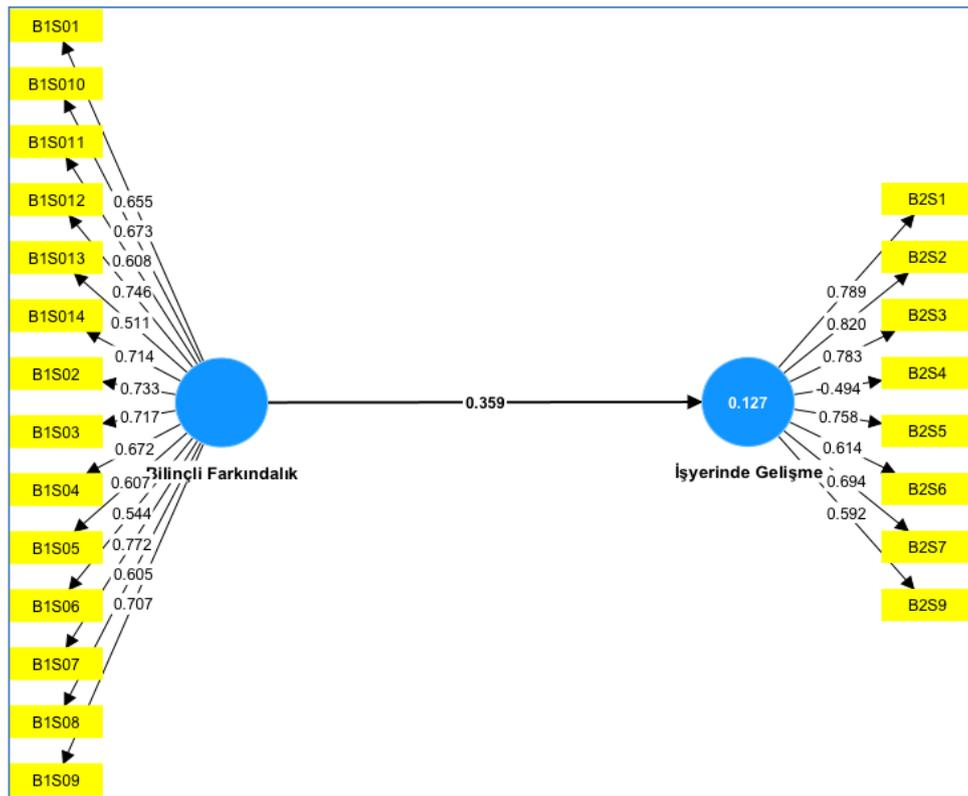 B1S01
B1S010
B1S011
B1S012
B1S013
B1S014
B1S02
B1S03
B1S04
B1S05
B1S06
B1S07
B1S08
B1S09
0.655
0.673
0.608
0.746
0.511
0.714
0.733
0.717
0.672
0.607
0.544
0.772
0.605
0.707
Bilinçli Farkındalık
0.359
0.127
İşyerinde Gelişme
0.789
0.820
0.783
-0.494
0.758
0.614
0.694
0.592
B2S1
B2S2
B2S3
B2S4
B2S5
B2S6
B2S7
B2S9